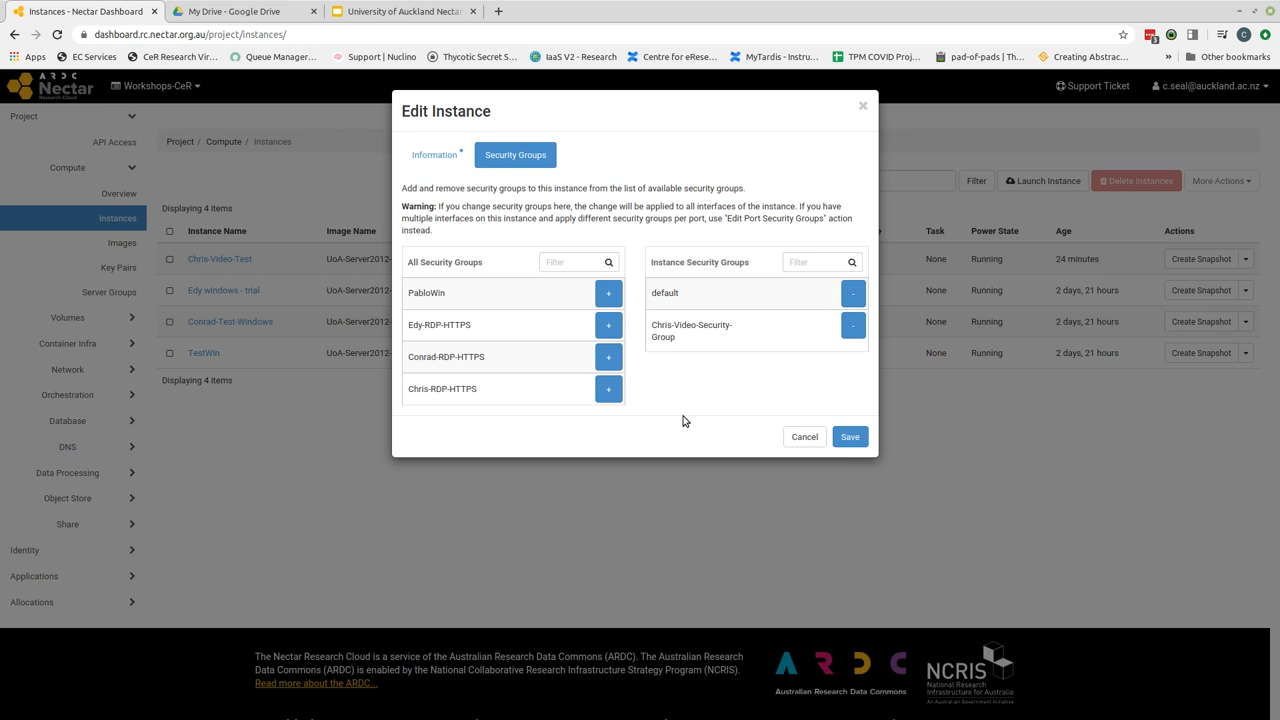 Instances - Nectar Dashboard
My Drive - Google Drive
University of Auckland Nectar
dashboard.rc.nectar.org.au/project/instances/
3
C
Apps
EC Services
CeR Research Vir...
Queue Manager...
Support | Nuclino
Thycotic Secret S...
IaaS V2 - Research
Centre for eRese...
MyTardis - Instru...
TPM COVID Proj...
pad-of-pads | Th...
Creating Abstrac...
»
Other bookmarks
ARDC
Nectar
Research Cloud
Workshops-CeR
Support Ticket
c.seal@auckland.ac.nz
Project
API Access
Compute
Overview
Instances
Images
Key Pairs
Server Groups
Volumes
Container Infra
Network
Orchestration
Database
DNS
Data Processing
Object Store
Share
Identity
Applications
Allocations
Project / Compute / Instances
Filter
Launch Instance
Delete Instances
More Actions
Displaying 4 items
Instance Name
Image Name
Task
Power State
Age
Actions
Chris-Video-Test
UoA-Server2012-
None
Running
24 minutes
Create Snapshot
Edy windows - trial
UoA-Server2012-
None
Running
2 days, 21 hours
Create Snapshot
Conrad-Test-Windows
UoA-Server2012-
None
Running
2 days, 21 hours
Create Snapshot
TestWin
UoA-Server2012-
None
Running
2 days, 21 hours
Create Snapshot
Displaying 4 items
Edit Instance
×
Information
Security Groups
Add and remove security groups to this instance from the list of available security groups.
Warning: If you change security groups here, the change will be applied to all interfaces of the instance. If you have
multiple interfaces on this instance and apply different security groups per port, use "Edit Port Security Groups" action
instead.
All Security Groups
Filter
PabloWin
+
Edy-RDP-HTTPS
+
Conrad-RDP-HTTPS
+
Chris-RDP-HTTPS
+
Instance Security Groups
Filter
default
-
Chris-Video-Security-
Group
-
Cancel
Save
The Nectar Research Cloud is a service of the Australian Research Data Commons (ARDC). The Australian Research
Data Commons (ARDC) is enabled by the National Collaborative Research Infrastructure Strategy Program (NCRIS).
Read more about the ARDC...
ARDC
Australian Research Data Commons
NCRIS
National Research
Infrastructure for Australia
An Australian Government Initiative